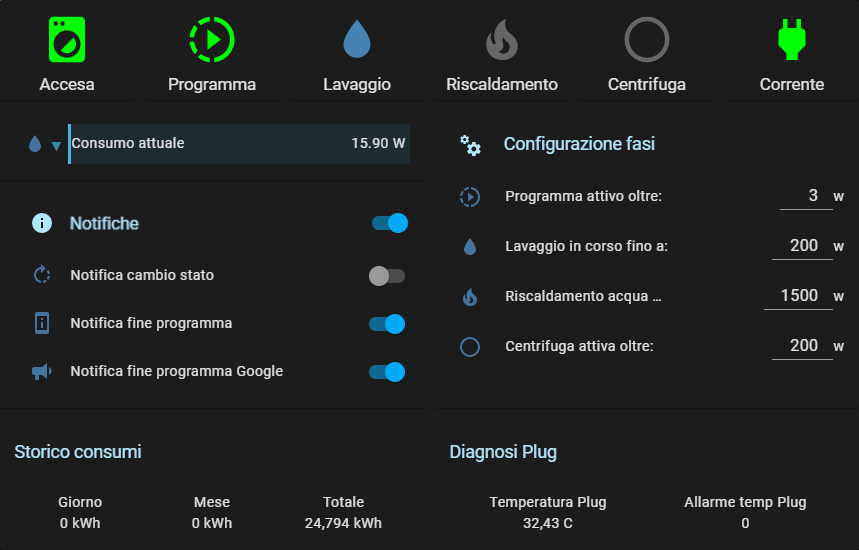 Accesa Programma Lavaggio Riscaldamento Centrifuga Corrente
Consumo attuale 15.90 W
Notifiche
Notifica cambio stato
Notifica fine programma
Notifica fine programma Google
Configurazione fasi
Programma attivo oltre: 3 w
Lavaggio in corso fino a: 200 w
Riscaldamento acqua ... 1500 w
Centrifuga attiva oltre: 200 w
Storico consumi
Giorno Mese Totale
0 kWh 0 kWh 24,794 kWh
Diagnosi Plug
Temperatura Plug Allarme temp Plug
32,43 C 0